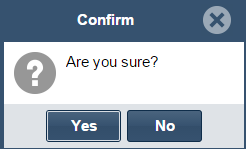 Confirm
Are you sure?
Yes
No